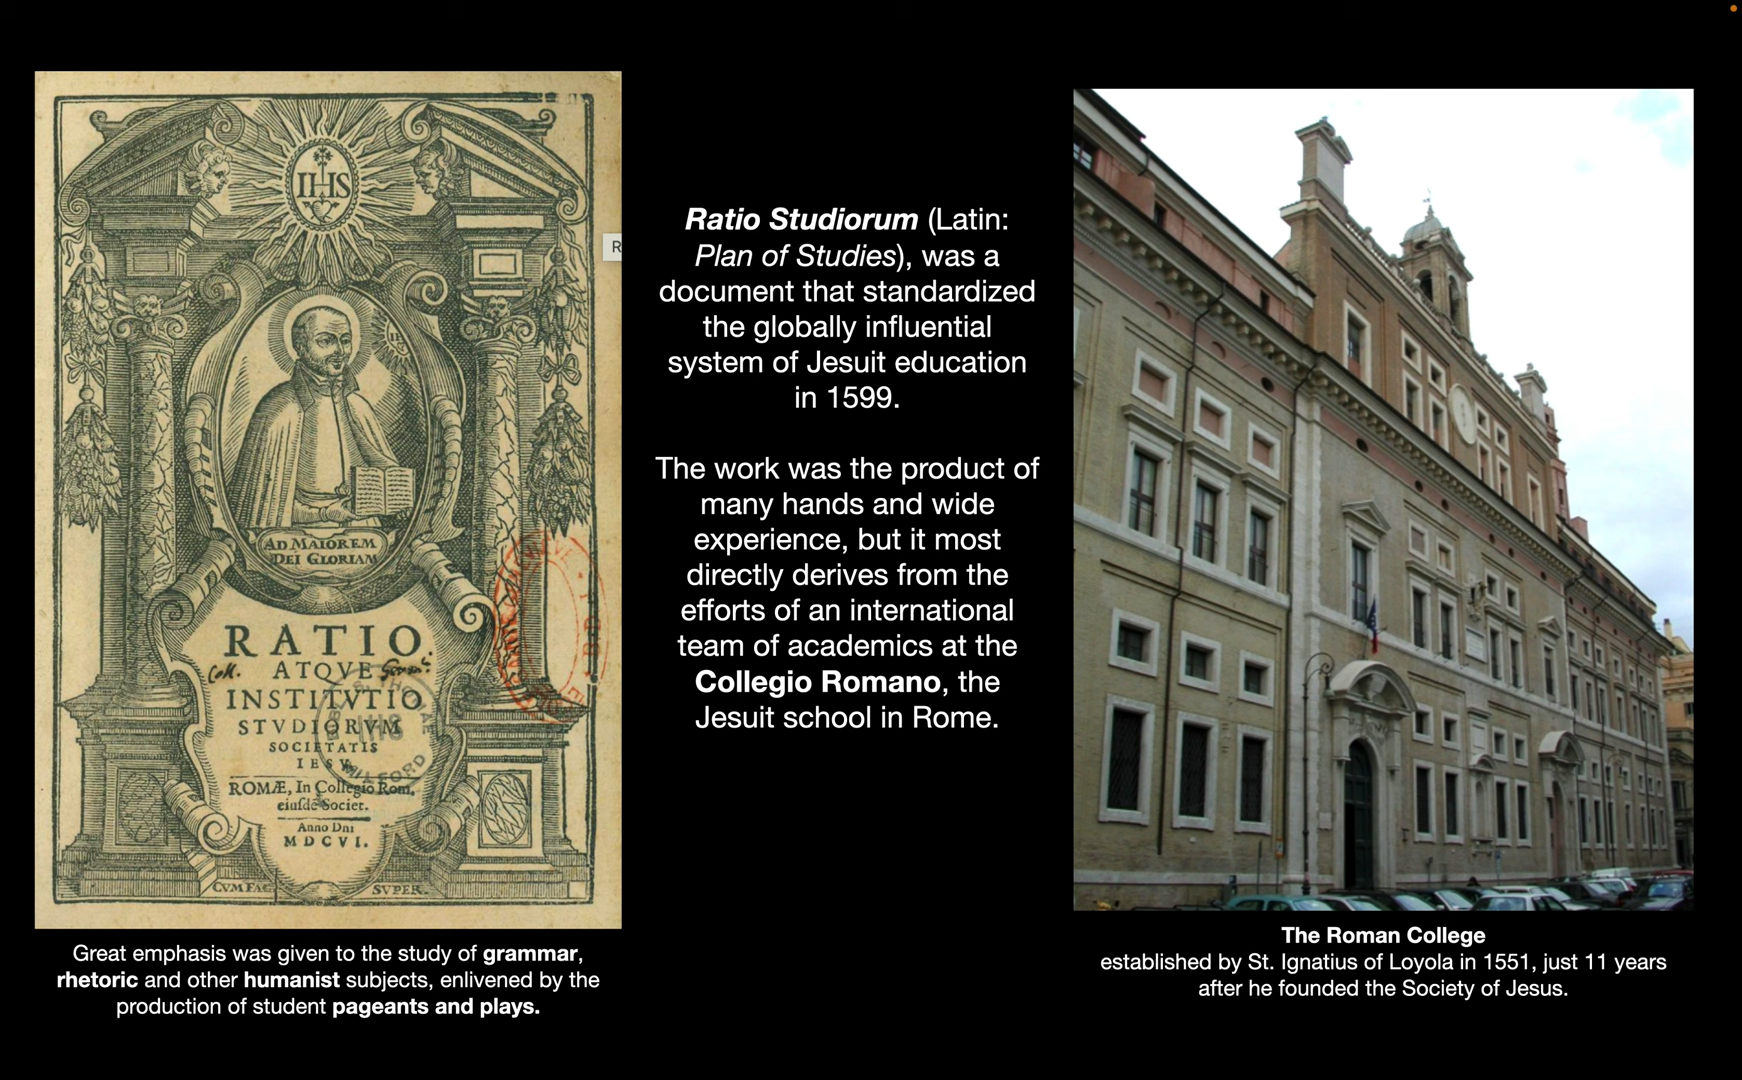 IHS
AD MAIOREM
DEI GLORIAM
RATIO
ATQVE
INSTITVTIO
STVDIORVM
SOCIETATIS
IESV.
ROMÆ, In Collegio Rom.
eiusdē Societ.
Anno Dni
MDCVI.
CVM FAC. SUPER.
MILFORD
R
Great emphasis was given to the study of grammar,
rhetoric and other humanist subjects, enlivened by the
production of student pageants and plays.
Ratio Studiorum (Latin:
Plan of Studies), was a
document that standardized
the globally influential
system of Jesuit education
in 1599.
The work was the product of
many hands and wide
experience, but it most
directly derives from the
efforts of an international
team of academics at the
Collegio Romano, the
Jesuit school in Rome.
The Roman College
established by St. Ignatius of Loyola in 1551, just 11 years
after he founded the Society of Jesus.